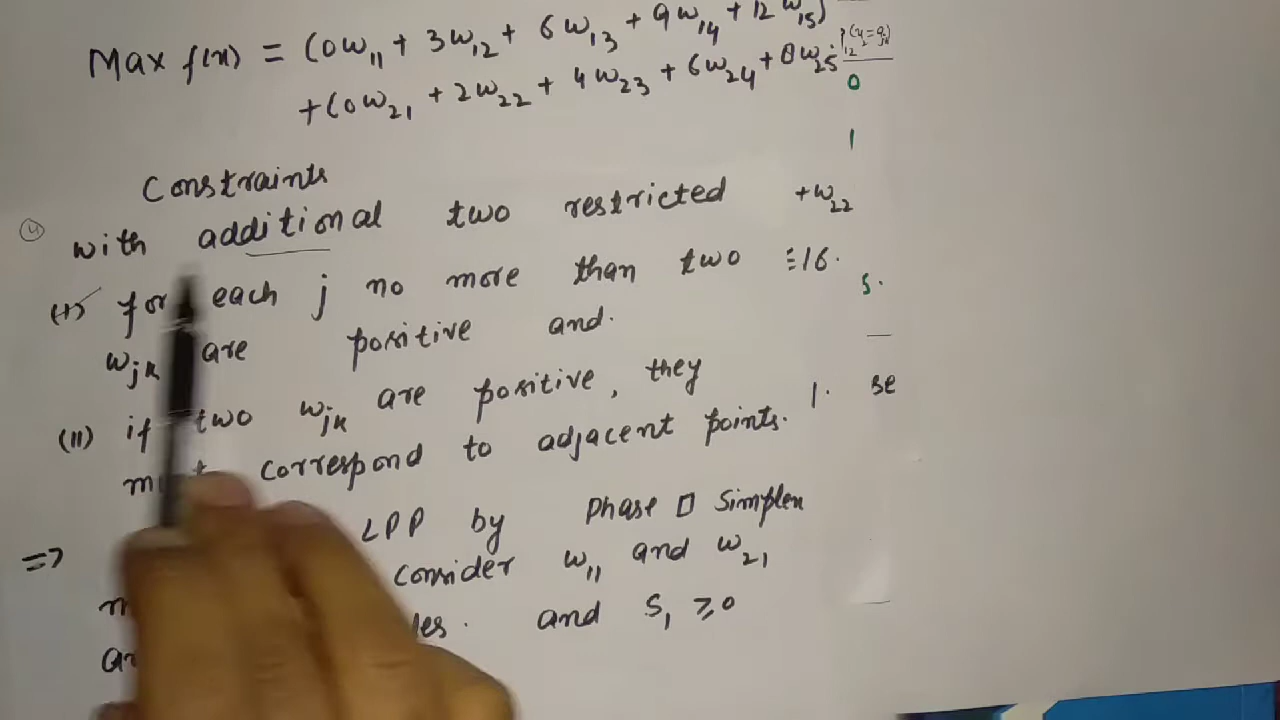 Max f(x) = (0w₁₁ + 3w₁₂ + 6w₁₃ + 9w₁₄ + 12w₁₅)
+ (0w₂₁ + 2w₂₂ + 4w₂₃ + 6w₂₄ + 8w₂₅
0
1
Constraints
with additional two restricted +w₂₂
(I) for each j no more than two ≡16.
s.
wⱼₖ are positive and.
(II) if two wⱼₖ are positive, they
1. se
correspond to adjacent points.
=> LPP by Phase II Simplex
consider w₁₁ and w₂₁
and S₁ ≥0